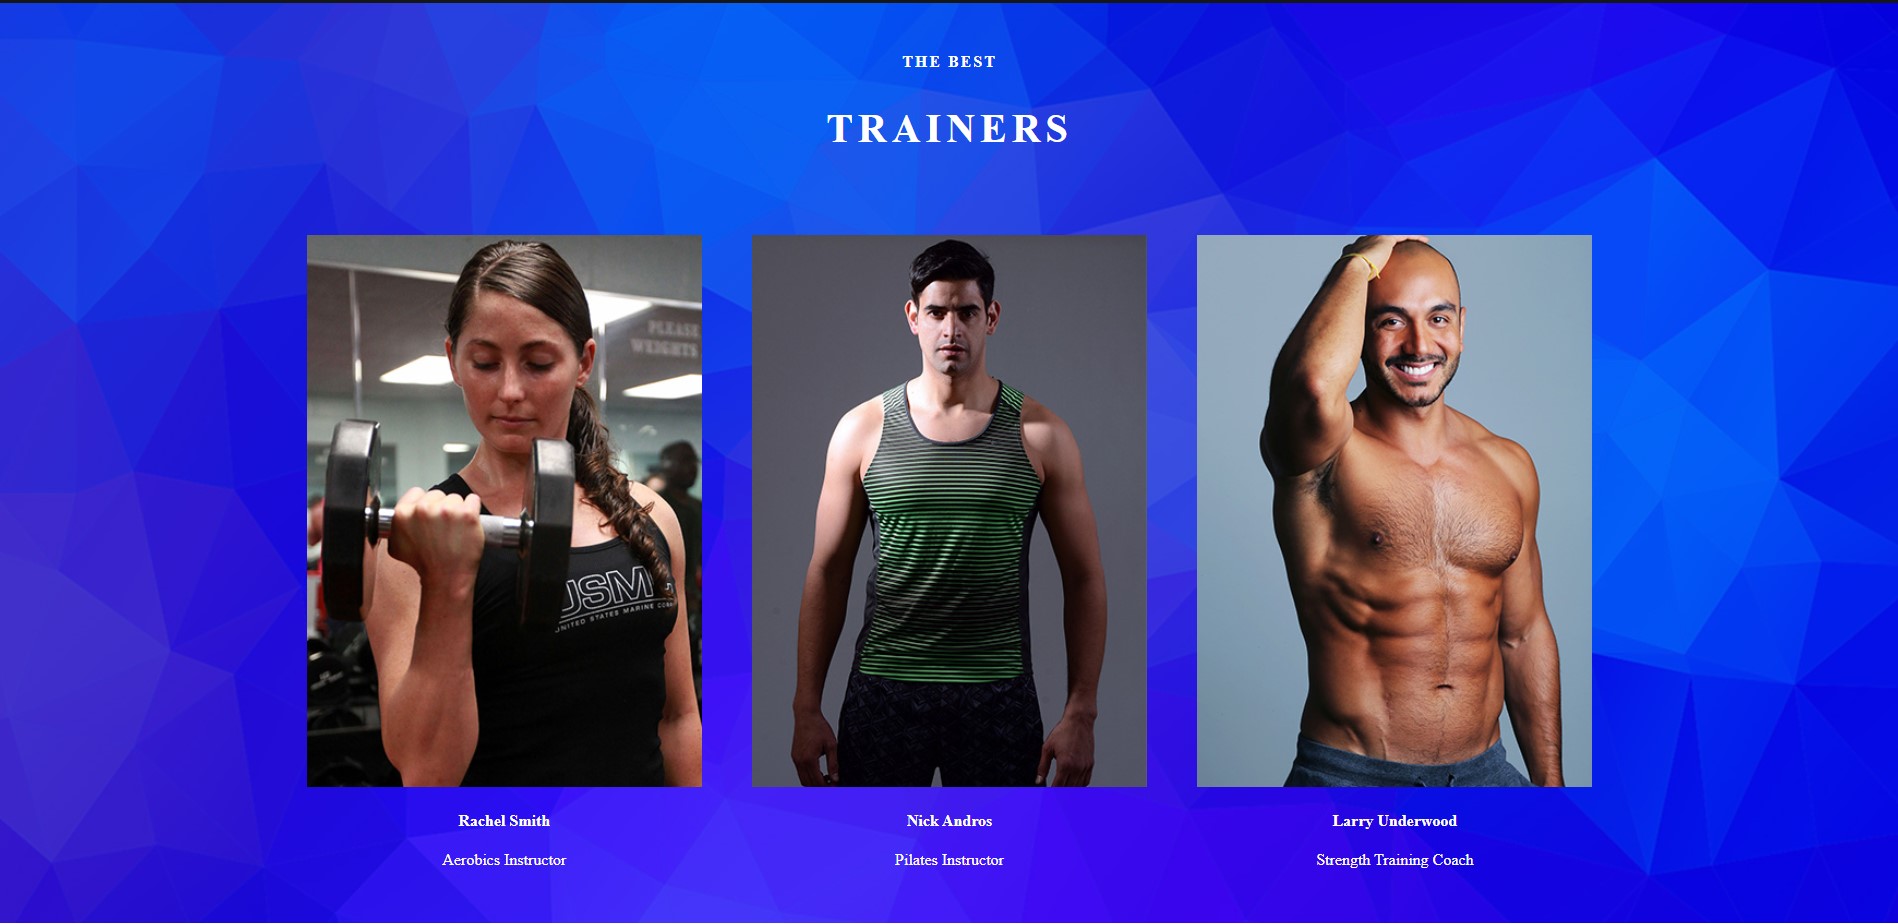 THE BEST
TRAINERS
PLEASE
WEIGHTS
USMC
UNITED STATES MARINE
Rachel Smith
Nick Andros
Larry Underwood
Aerobics Instructor
Pilates Instructor
Strength Training Coach